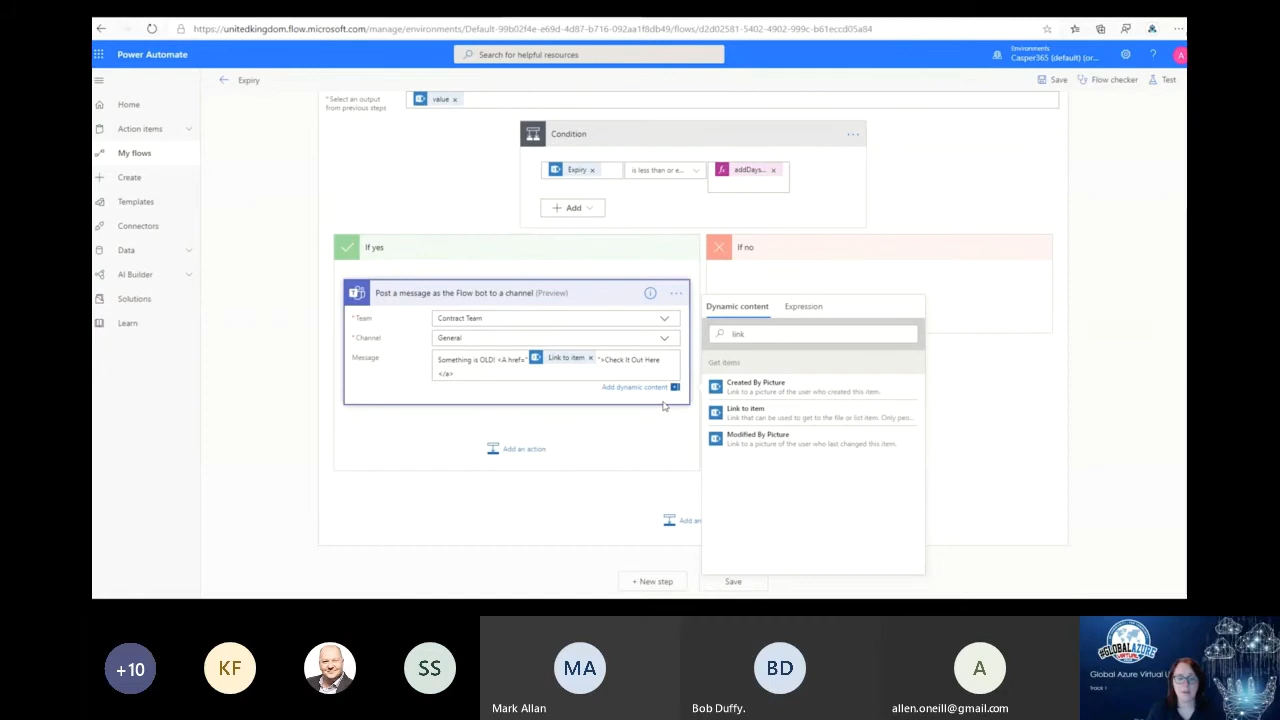 https://unitedkingdom.flow.microsoft.com/manage/environments/Default-99b02f4e-e69d-4d87-b716-092aa1f8db49/flows/d2d02581-5402-4902-999c-b61eccd05a84
Power Automate
Search for helpful resources
Environments
Casper365 (default) (or...
?
A
Expiry
Save
Flow checker
Test
Home
Action items
My flows
Create
Templates
Connectors
Data
AI Builder
Solutions
Learn
* Select an output
from previous steps
value x
Condition
...
Expiry x
is less than or e...
fx addDays... x
+ Add
If yes
If no
Post a message as the Flow bot to a channel (Preview)
...
* Team
Contract Team
* Channel
General
Message
Something is OLD! <A href=" Link to item x ">Check It Out Here
</a>
Add dynamic content +
Add an action
Add an
Dynamic content
Expression
link
Get items
Created By Picture
Link to a picture of the user who created this item.
Link to item
Link that can be used to get to the file or list item. Only peo...
Modified By Picture
Link to a picture of the user who last changed this item.
+ New step
Save
+10
KF
SS
MA
Mark Allan
BD
Bob Duffy.
A
allen.oneill@gmail.com
#GLOBALAZURE
VIRTUAL
Global Azure Virtual U
Track 1